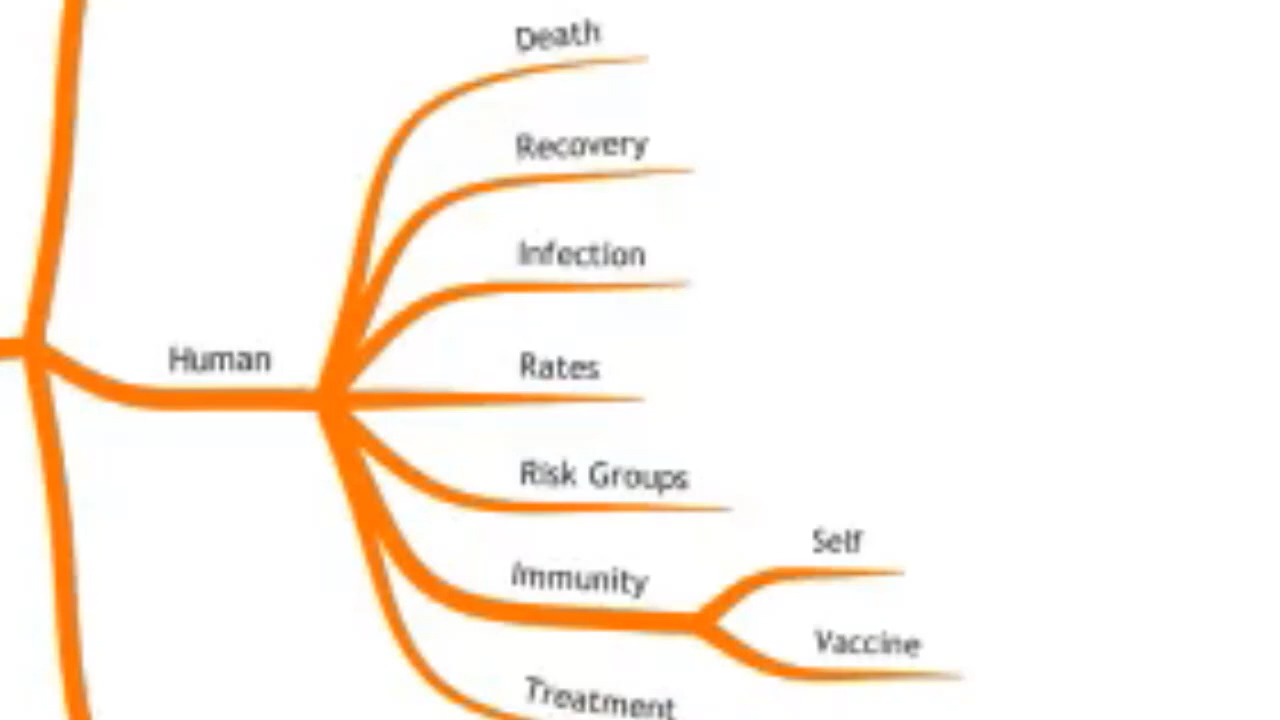 Death
Recovery
Infection
Human
Rates
Risk Groups
Self
Immunity
Vaccine
Treatment